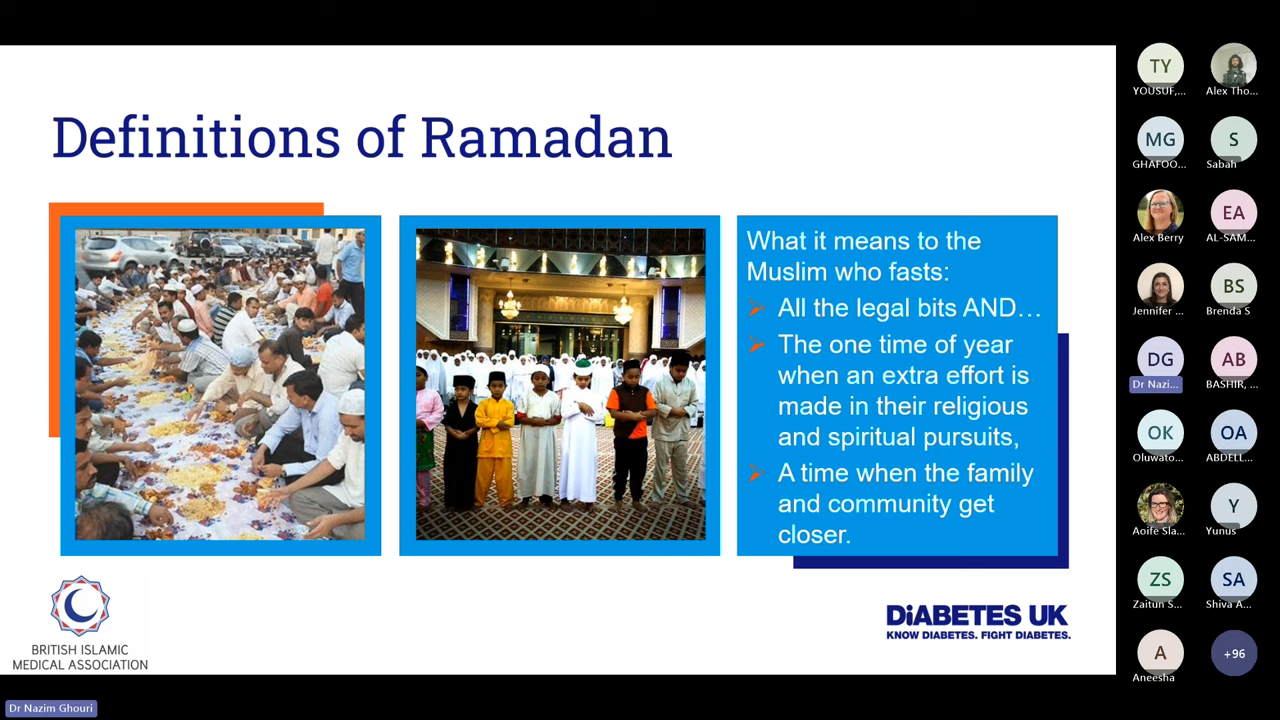 Definitions of Ramadan
What it means to the
Muslim who fasts:
All the legal bits AND…
The one time of year
when an extra effort is
made in their religious
and spiritual pursuits,
A time when the family
and community get
closer.
BRITISH ISLAMIC
MEDICAL ASSOCIATION
DiABETES UK
KNOW DIABETES. FIGHT DIABETES.
TY
YOUSUF,...
Alex Tho...
MG
GHAFOO...
S
Sabah
Alex Berry
EA
AL-SAM...
Jennifer ...
BS
Brenda S
DG
Dr Nazi...
AB
BASHIR, ...
OK
Oluwato...
OA
ABDELL...
Aoife Sla...
Y
Yunus
ZS
Zaitun S...
SA
Shiva A...
A
Aneesha
+96
Dr Nazim Ghouri